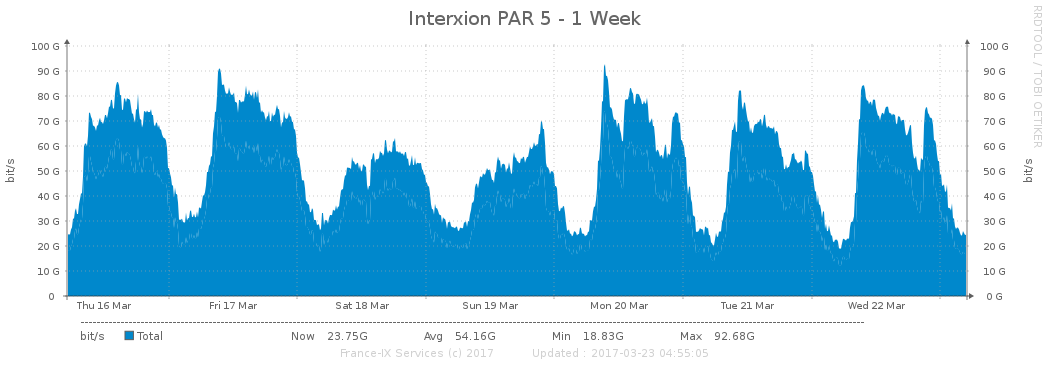 Interxion PAR 5 - 1 Week
RRDTOOL / TOBI OETIKER
bit/s
100 G
90 G
80 G
70 G
60 G
50 G
40 G
30 G
20 G
10 G
0
100 G
90 G
80 G
70 G
60 G
50 G
40 G
30 G
20 G
10 G
0 G
bit/s
Thu 16 Mar Fri 17 Mar Sat 18 Mar Sun 19 Mar Mon 20 Mar Tue 21 Mar Wed 22 Mar
bit/s Total Now 23.75G Avg 54.16G Min 18.83G Max 92.68G
France-IX Services (c) 2017 Updated : 2017-03-23 04:55:05